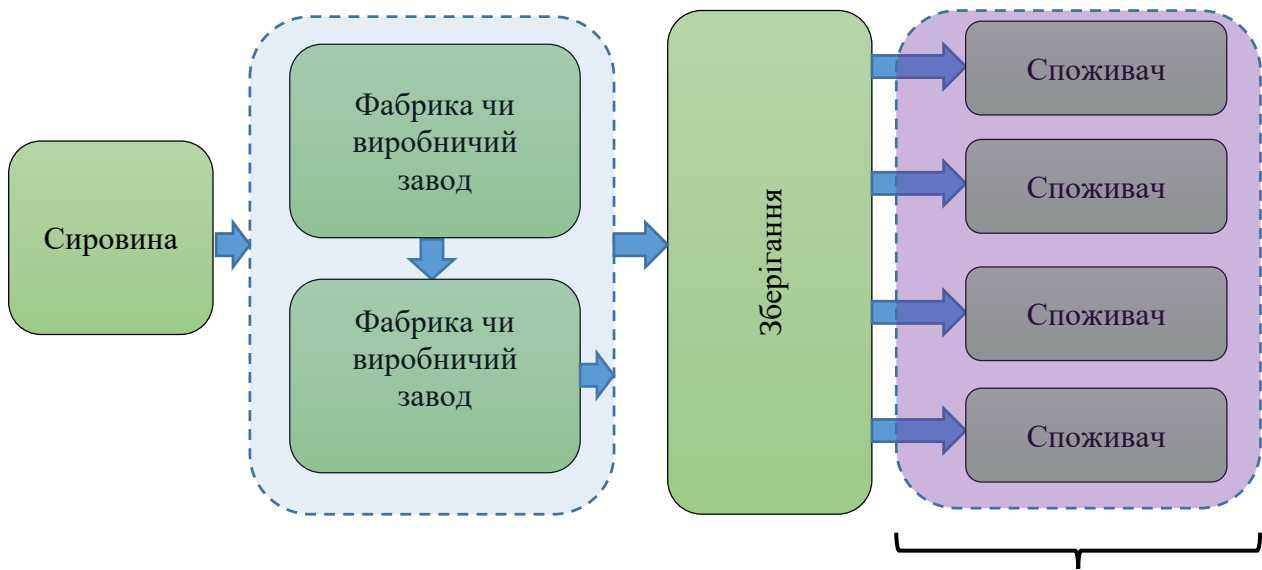 Сировина
Фабрика чи
виробничий
завод
Фабрика чи
виробничий
завод
Зберігання
Споживач
Споживач
Споживач
Споживач